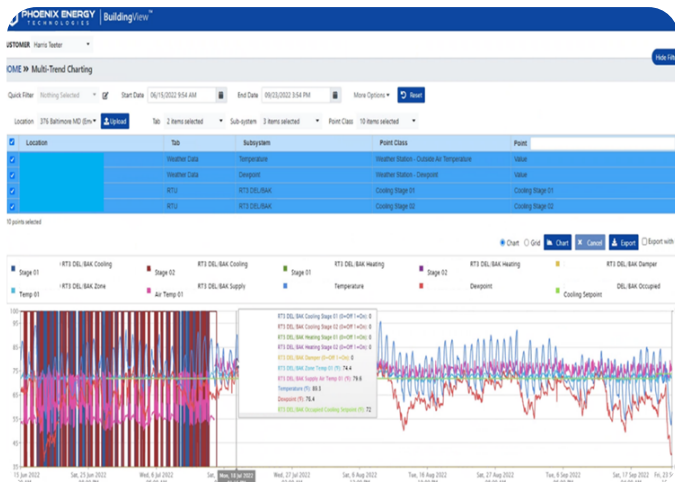 PHOENIX ENERGY
TECHNOLOGIES
BuildingView™
CUSTOMER Harris Teeter
Hide Filt
HOME » Multi-Trend Charting
Quick Filter Nothing Selected Start Date 06/15/2022 9:54 AM End Date 09/23/2022 3:54 PM More Options Reset
Location 376 Baltimore MD Upload Tab 2 items selected Sub-system 3 items selected Point Class 10 items selected
Location Tab Subsystem Point Class Point
Weather Data Temperature Weather Station - Outside Air Temperature Value
Weather Data Dewpoint Weather Station - Dewpoint Value
RTU RT3 DEL/BAK Cooling Stage 01 Cooling Stage 01
RTU RT3 DEL/BAK Cooling Stage 02 Cooling Stage 02
10 points selected
Chart Grid Chart Cancel Export Export with
RT3 DEL/BAK Cooling Stage 01
RT3 DEL/BAK Cooling Stage 02
RT3 DEL/BAK Heating Stage 01
RT3 DEL/BAK Heating Stage 02
RT3 DEL/BAK Damper
RT3 DEL/BAK Zone Temp 01
RT3 DEL/BAK Supply Air Temp 01
Temperature
Dewpoint
DEL/BAK Occupied Cooling Setpoint
100
95
85
75
65
55
45
35
RT3 DEL/BAK Cooling Stage 01 (0=Off 1=On): 0
RT3 DEL/BAK Cooling Stage 02 (0=Off 1=On): 0
RT3 DEL/BAK Heating Stage 01 (0=Off 1=On): 0
RT3 DEL/BAK Heating Stage 02 (0=Off 1=On): 0
RT3 DEL/BAK Damper (0=Off 1=On): 0
RT3 DEL/BAK Zone Temp 01 (°F): 74.4
RT3 DEL/BAK Supply Air Temp 01 (°F): 79.6
Temperature (°F): 89.5
Dewpoint (°F): 70.4
RT3 DEL/BAK Occupied Cooling Setpoint (°F): 72
15 Jun 2022 Sat, 25 Jun 2022 Wed, 6 Jul 2022 Sat, Mon, 18 Jul 2022 Wed, 27 Jul 2022 Sat, 6 Aug 2022 Tue, 16 Aug 2022 Sat, 27 Aug 2022 Tue, 6 Sep 2022 Sat, 17 Sep 2022 Fri, 23 S